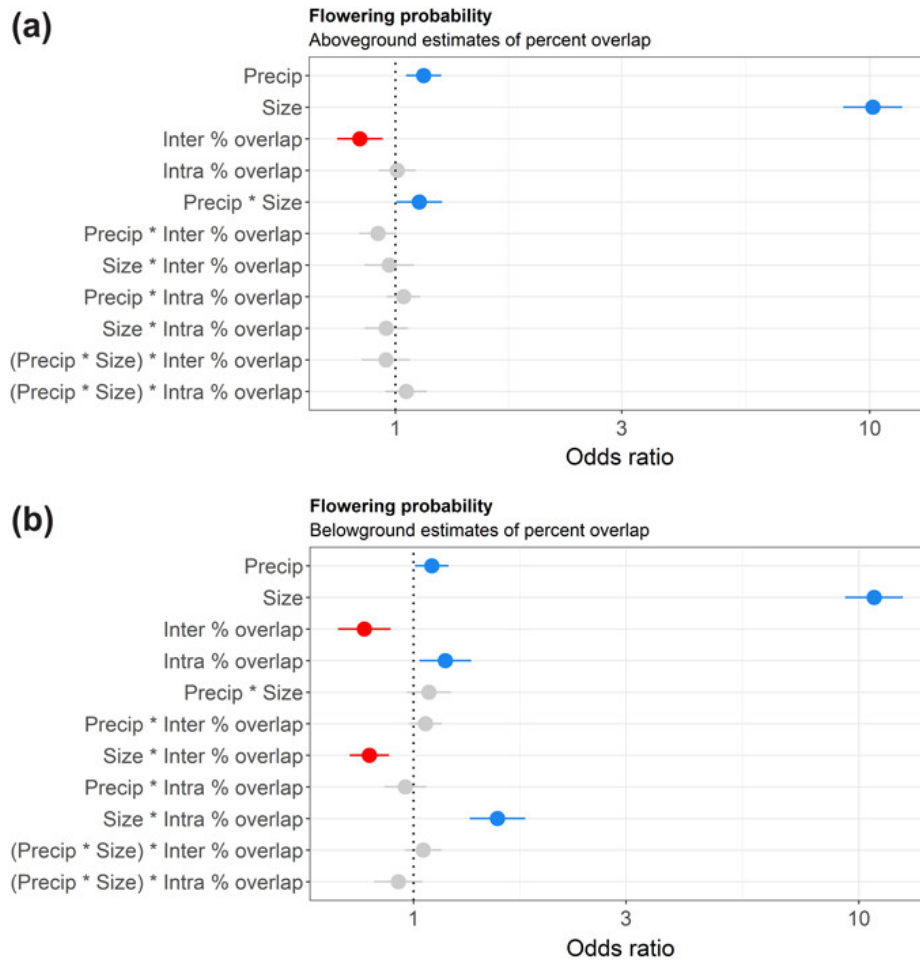 (a)
Flowering probability
Aboveground estimates of percent overlap
Precip
Size
Inter % overlap
Intra % overlap
Precip * Size
Precip * Inter % overlap
Size * Inter % overlap
Precip * Intra % overlap
Size * Intra % overlap
(Precip * Size) * Inter % overlap
(Precip * Size) * Intra % overlap
1 3 10
Odds ratio
(b)
Flowering probability
Belowground estimates of percent overlap
Precip
Size
Inter % overlap
Intra % overlap
Precip * Size
Precip * Inter % overlap
Size * Inter % overlap
Precip * Intra % overlap
Size * Intra % overlap
(Precip * Size) * Inter % overlap
(Precip * Size) * Intra % overlap
1 3 10
Odds ratio